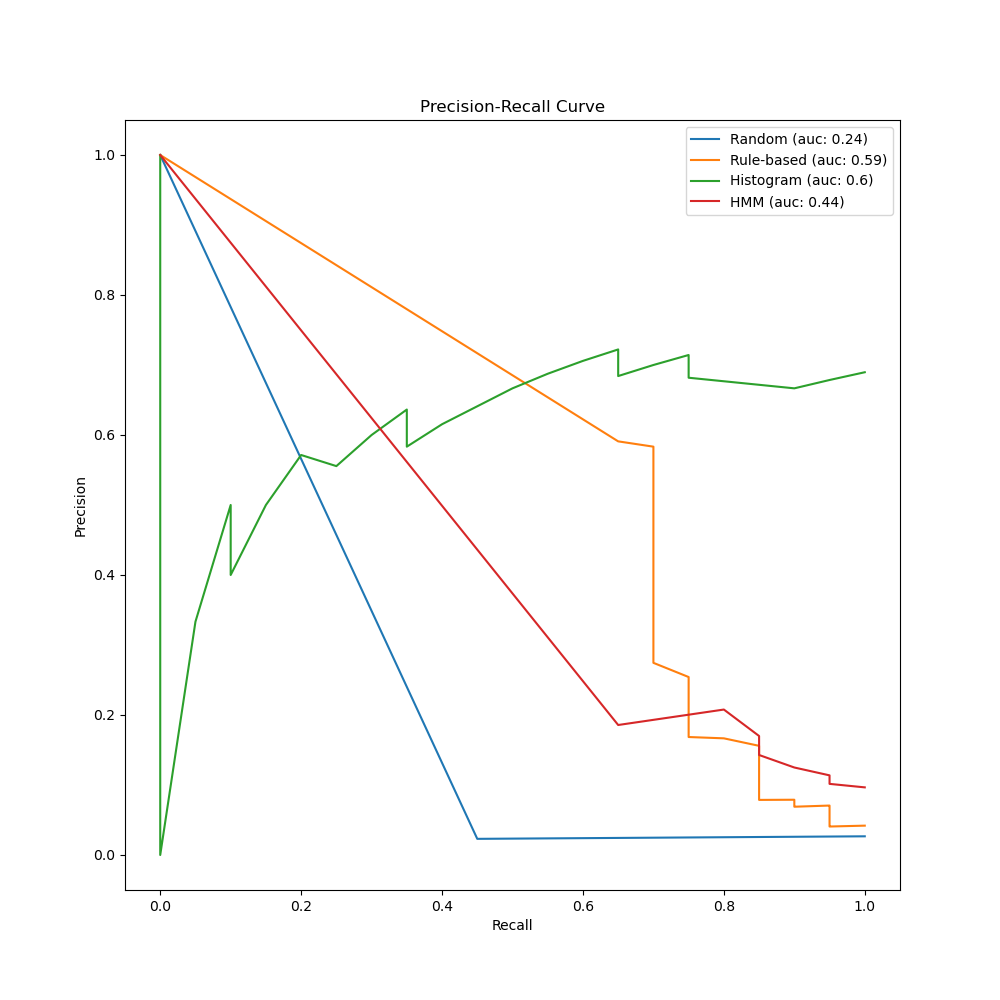 Precision-Recall Curve
Random (auc: 0.24)
Rule-based (auc: 0.59)
Histogram (auc: 0.6)
HMM (auc: 0.44)
1.0
0.8
0.6
0.4
0.2
0.0
Precision
0.0 0.2 0.4 0.6 0.8 1.0
Recall